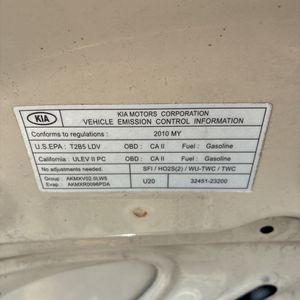 KIA
KIA MOTORS CORPORATION
VEHICLE EMISSION CONTROL INFORMATION
Conforms to regulations : 2010 MY
U.S.EPA : T2B5 LDV OBD : CA II Fuel : Gasoline
California : ULEV II PC OBD : CA II Fuel : Gasoline
No adjustments needed. SFI / HO2S(2) / WU-TWC / TWC
Group : AKMXV02.0LW5 U20 32451-23200
Evap : AKMXR0096PDA